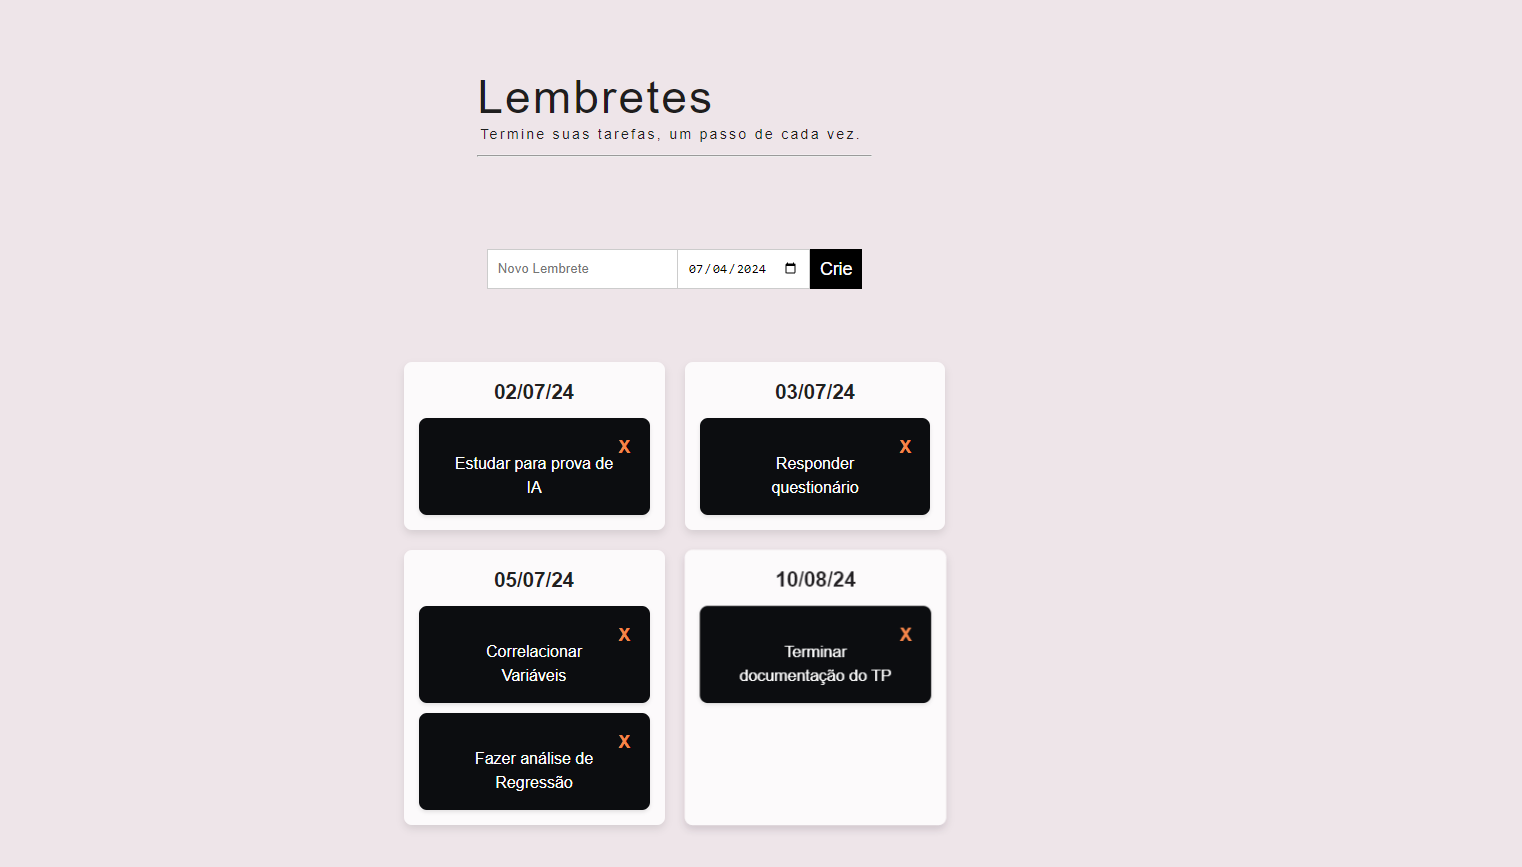 Lembretes
Termine suas tarefas, um passo de cada vez.
Novo Lembrete
07/04/2024
Crie
02/07/24
X
Estudar para prova de
IA
03/07/24
X
Responder
questionário
05/07/24
X
Correlacionar
Variáveis
X
Fazer análise de
Regressão
10/08/24
X
Terminar
documentação do TP